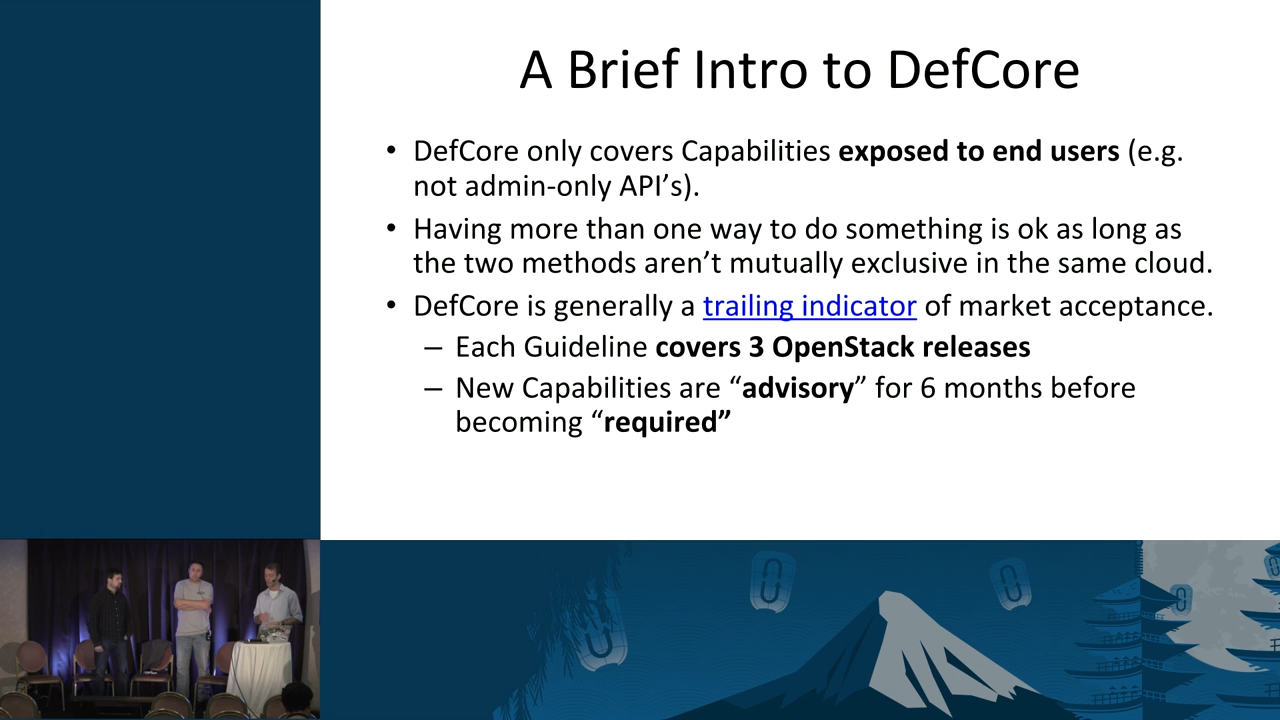 A Brief Intro to DefCore
• DefCore only covers Capabilities exposed to end users (e.g.
not admin-only API’s).
• Having more than one way to do something is ok as long as
the two methods aren’t mutually exclusive in the same cloud.
• DefCore is generally a trailing indicator of market acceptance.
– Each Guideline covers 3 OpenStack releases
– New Capabilities are “advisory” for 6 months before
becoming “required”